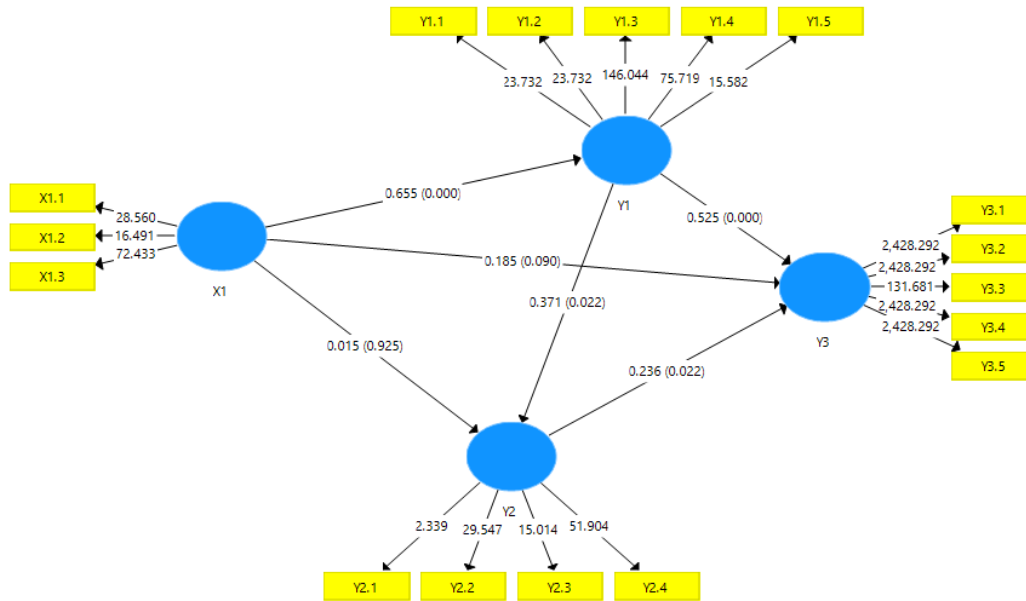 Y1.1
Y1.2
Y1.3
Y1.4
Y1.5
23.732
23.732
146.044
75.719
15.582
Y1
X1.1
X1.2
X1.3
28.560
16.491
72.433
X1
0.655 (0.000)
0.525 (0.000)
0.185 (0.090)
0.371 (0.022)
0.015 (0.925)
0.236 (0.022)
Y3.1
Y3.2
Y3.3
Y3.4
Y3.5
2,428.292
2,428.292
131.681
2,428.292
2,428.292
Y3
Y2
2.339
29.547
15.014
51.904
Y2.1
Y2.2
Y2.3
Y2.4